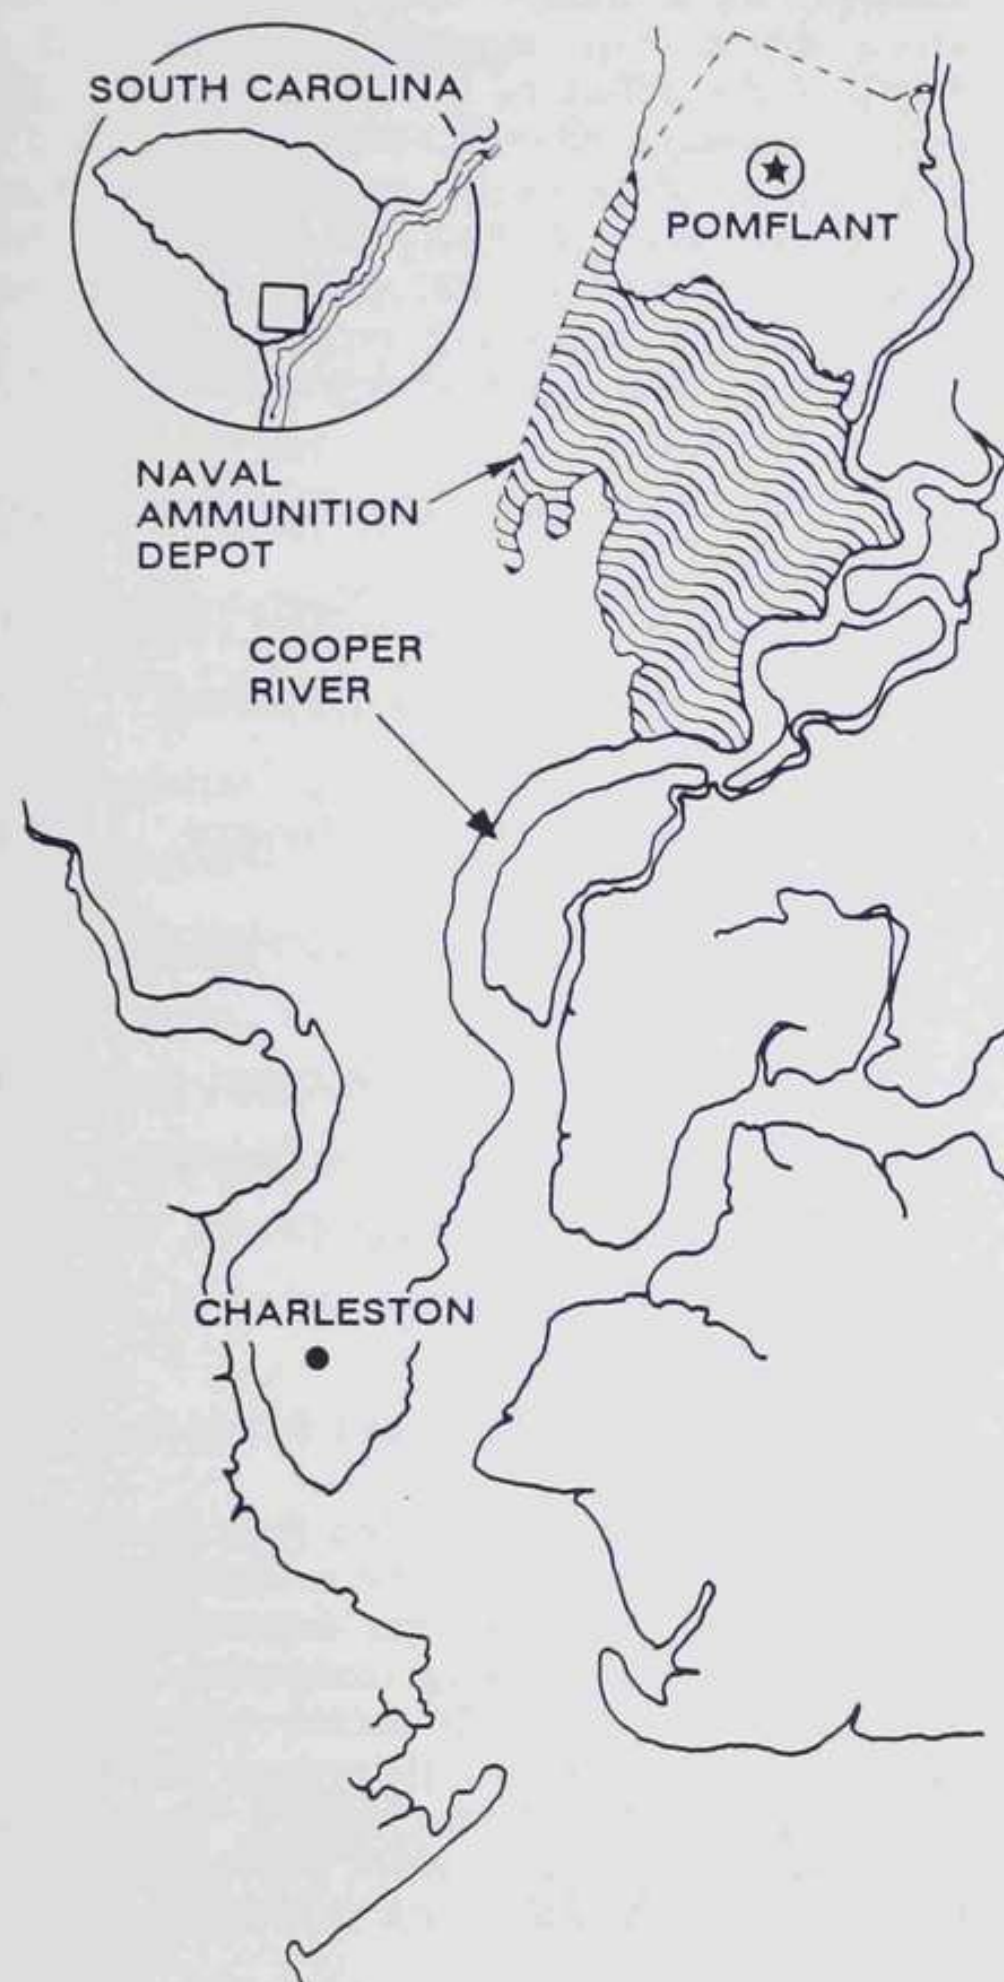 SOUTH CAROLINA
POMFLANT
NAVAL
AMMUNITION
DEPOT
COOPER
RIVER
CHARLESTON